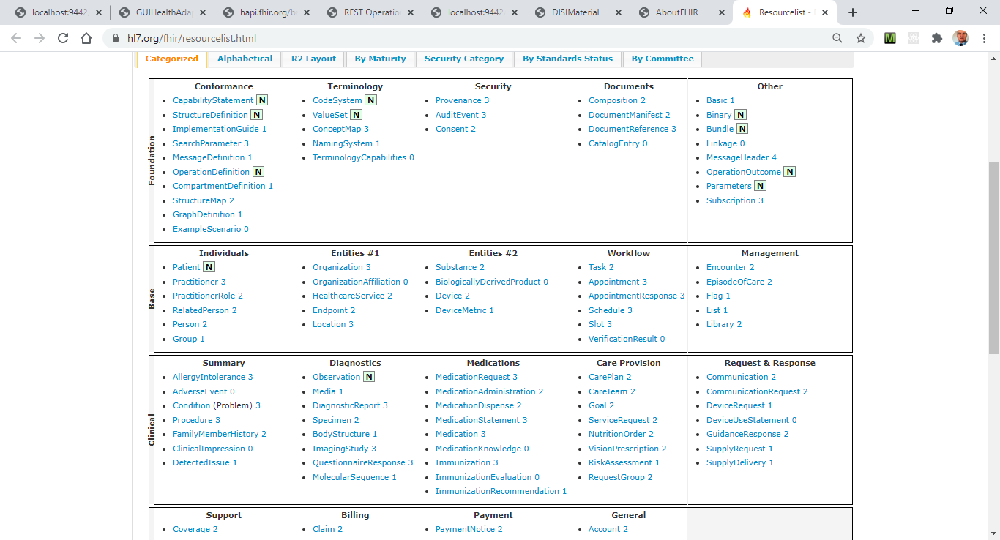 localhost:9442
GUIHealthAda
hapi.fhir.org/b
REST Operatio
localhost:9442
DISIMaterial
AboutFHIR
Resourcelist -
hl7.org/fhir/resourcelist.html
Categorized
Alphabetical
R2 Layout
By Maturity
Security Category
By Standards Status
By Committee
Foundation
Conformance
CapabilityStatement N
StructureDefinition N
ImplementationGuide 1
SearchParameter 3
MessageDefinition 1
OperationDefinition N
CompartmentDefinition 1
StructureMap 2
GraphDefinition 1
ExampleScenario 0
Terminology
CodeSystem N
ValueSet N
ConceptMap 3
NamingSystem 1
TerminologyCapabilities 0
Security
Provenance 3
AuditEvent 3
Consent 2
Documents
Composition 2
DocumentManifest 2
DocumentReference 3
CatalogEntry 0
Other
Basic 1
Binary N
Bundle N
Linkage 0
MessageHeader 4
OperationOutcome N
Parameters N
Subscription 3
Base
Individuals
Patient N
Practitioner 3
PractitionerRole 2
RelatedPerson 2
Person 2
Group 1
Entities #1
Organization 3
OrganizationAffiliation 0
HealthcareService 2
Endpoint 2
Location 3
Entities #2
Substance 2
BiologicallyDerivedProduct 0
Device 2
DeviceMetric 1
Workflow
Task 2
Appointment 3
AppointmentResponse 3
Schedule 3
Slot 3
VerificationResult 0
Management
Encounter 2
EpisodeOfCare 2
Flag 1
List 1
Library 2
Clinical
Summary
AllergyIntolerance 3
AdverseEvent 0
Condition (Problem) 3
Procedure 3
FamilyMemberHistory 2
ClinicalImpression 0
DetectedIssue 1
Diagnostics
Observation N
Media 1
DiagnosticReport 3
Specimen 2
BodyStructure 1
ImagingStudy 3
QuestionnaireResponse 3
MolecularSequence 1
Medications
MedicationRequest 3
MedicationAdministration 2
MedicationDispense 2
MedicationStatement 3
Medication 3
MedicationKnowledge 0
Immunization 3
ImmunizationEvaluation 0
ImmunizationRecommendation 1
Care Provision
CarePlan 2
CareTeam 2
Goal 2
ServiceRequest 2
NutritionOrder 2
VisionPrescription 2
RiskAssessment 1
RequestGroup 2
Request & Response
Communication 2
CommunicationRequest 2
DeviceRequest 1
DeviceUseStatement 0
GuidanceResponse 2
SupplyRequest 1
SupplyDelivery 1
Support
Coverage 2
Billing
Claim 2
Payment
PaymentNotice 2
General
Account 2